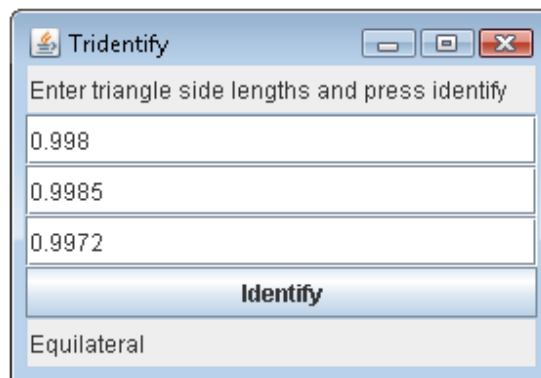 Tridentify
Enter triangle side lengths and press identify
0.998
0.9985
0.9972
Identify
Equilateral